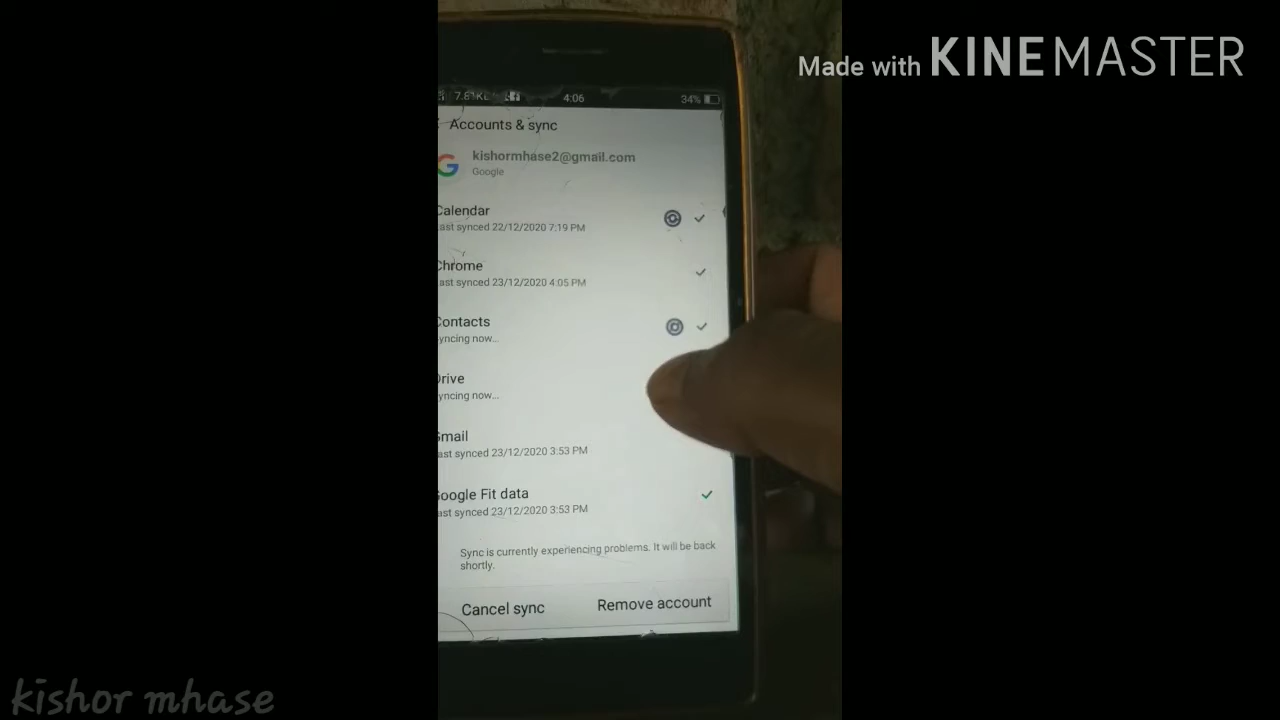 Made with KINEMASTER
4:06
34%
Accounts & sync
kishormhase2@gmail.com
Google
Calendar
ast synced 22/12/2020 7:19 PM
Chrome
ast synced 23/12/2020 4:05 PM
Contacts
yncing now...
Drive
yncing now...
Gmail
ast synced 23/12/2020 3:53 PM
Google Fit data
ast synced 23/12/2020 3:53 PM
Sync is currently experiencing problems. It will be back
shortly.
Cancel sync
Remove account
kishor mhase